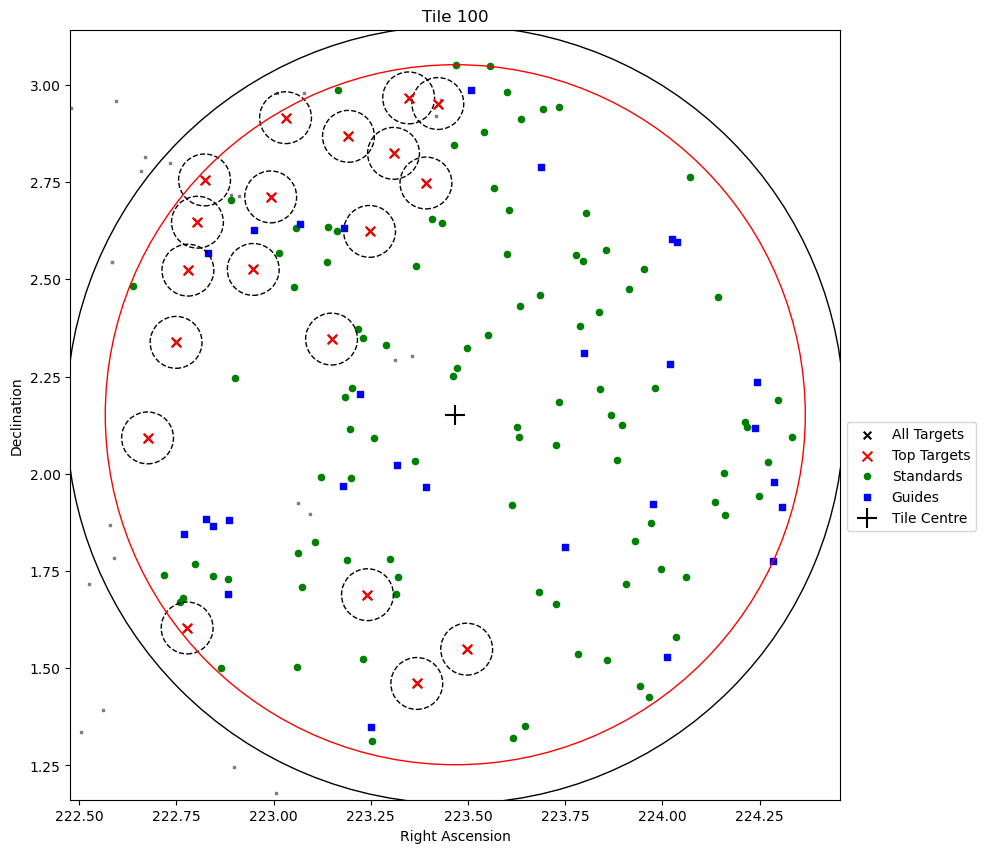 Tile 100
3.00
2.75
2.50
2.25
2.00
1.75
1.50
1.25
Declination
222.50 222.75 223.00 223.25 223.50 223.75 224.00 224.25
Right Ascension
All Targets
Top Targets
Standards
Guides
Tile Centre